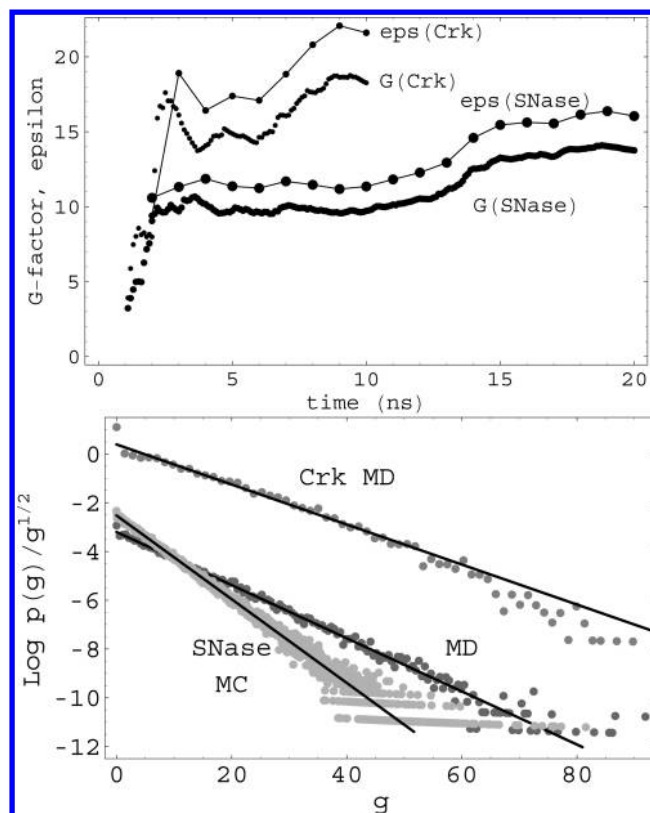 eps(Crk)
G(Crk)
eps(SNase)
G(SNase)
G-factor, epsilon
20
15
10
5
0
0 5 10 15 20
time (ns)
Crk MD
MD
SNase
MC
Log p(g)/g^1/2
0
-2
-4
-6
-8
-10
-12
0 20 40 60 80
g